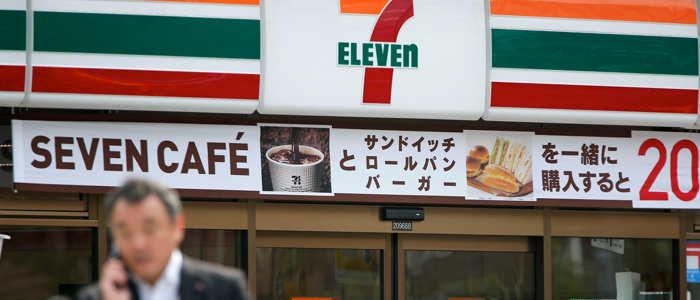 7
ELEVEn
SEVEN CAFÉ
と
サンドイッチ
ロールパン
バーガー
を一緒に
購入すると
20
209668